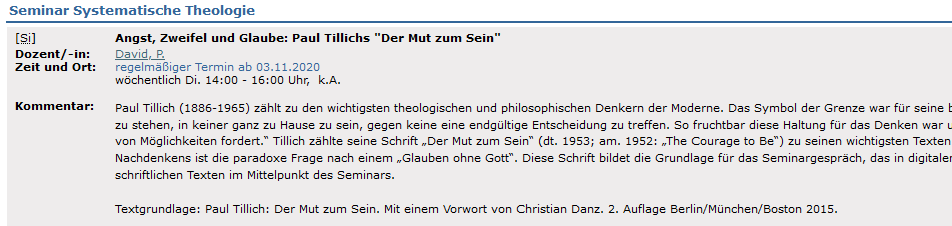 Seminar Systematische Theologie
[Si] Angst, Zweifel und Glaube: Paul Tillichs "Der Mut zum Sein"
Dozent/-in: David, P.
Zeit und Ort: regelmäßiger Termin ab 03.11.2020
wöchentlich Di. 14:00 - 16:00 Uhr, k.A.
Kommentar: Paul Tillich (1886-1965) zählt zu den wichtigsten theologischen und philosophischen Denkern der Moderne. Das Symbol der Grenze war für seine
zu stehen, in keiner ganz zu Hause zu sein, gegen keine eine endgültige Entscheidung zu treffen. So fruchtbar diese Haltung für das Denken war
von Möglichkeiten fordert.“ Tillich zählte seine Schrift „Der Mut zum Sein“ (dt. 1953; am. 1952: „The Courage to Be“) zu seinen wichtigsten Texten
Nachdenkens ist die paradoxe Frage nach einem „Glauben ohne Gott“. Diese Schrift bildet die Grundlage für das Seminargespräch, das in digitaler
schriftlichen Texten im Mittelpunkt des Seminars.
Textgrundlage: Paul Tillich: Der Mut zum Sein. Mit einem Vorwort von Christian Danz. 2. Auflage Berlin/München/Boston 2015.